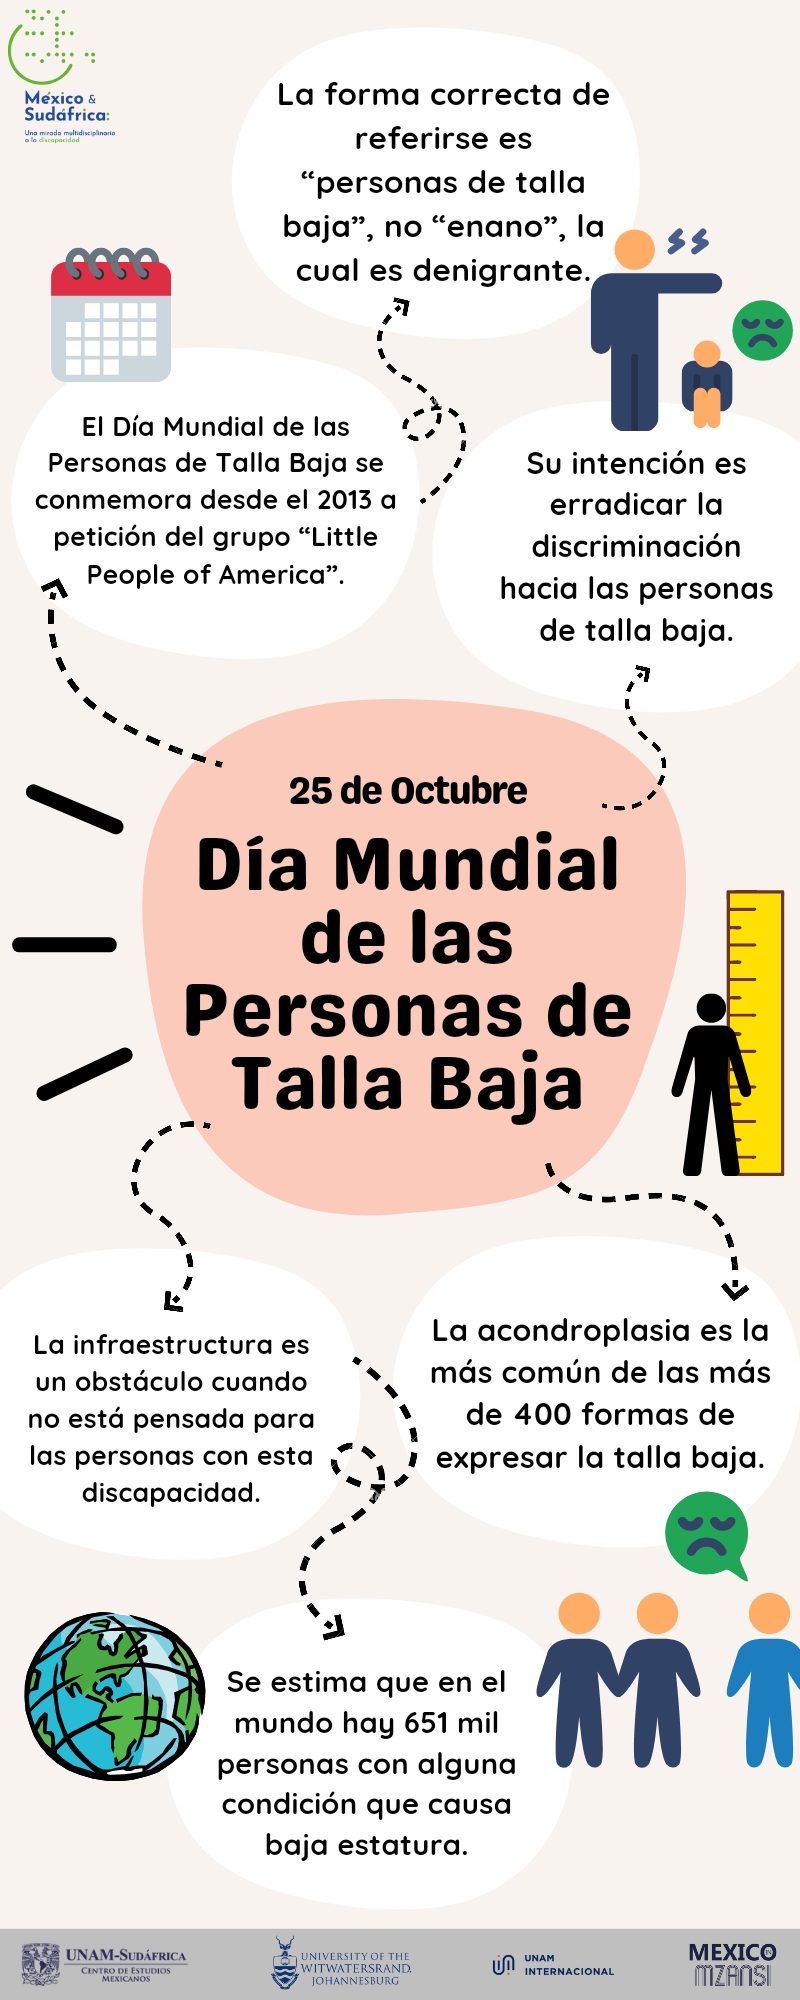 México &
Sudáfrica:
Una mirada multidisciplinaria
a la discapacidad
La forma correcta de
referirse es
“personas de talla
baja”, no “enano”, la
cual es denigrante.
El Día Mundial de las
Personas de Talla Baja se
conmemora desde el 2013 a
petición del grupo “Little
People of America”.
Su intención es
erradicar la
discriminación
hacia las personas
de talla baja.
25 de Octubre
Día Mundial
de las
Personas de
Talla Baja
La infraestructura es
un obstáculo cuando
no está pensada para
las personas con esta
discapacidad.
La acondroplasia es la
más común de las más
de 400 formas de
expresar la talla baja.
Se estima que en el
mundo hay 651 mil
personas con alguna
condición que causa
baja estatura.
UNAM-SUDÁFRICA
CENTRO DE ESTUDIOS
MEXICANOS
UNIVERSITY OF THE
WITWATERSRAND,
JOHANNESBURG
UNAM
INTERNACIONAL
MEXICO
MZANSI